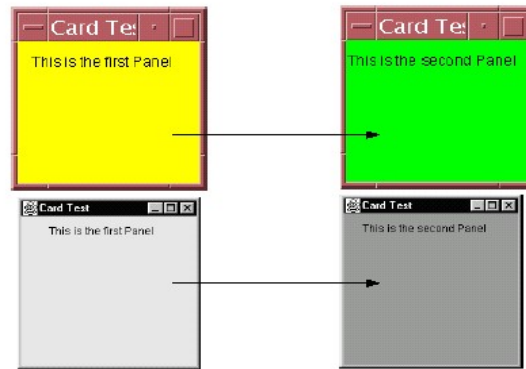 Card Tes
This is the first Panel
Card Tes
This is the second Panel
Card Test
This is the first Panel
Card Test
This is the second Panel